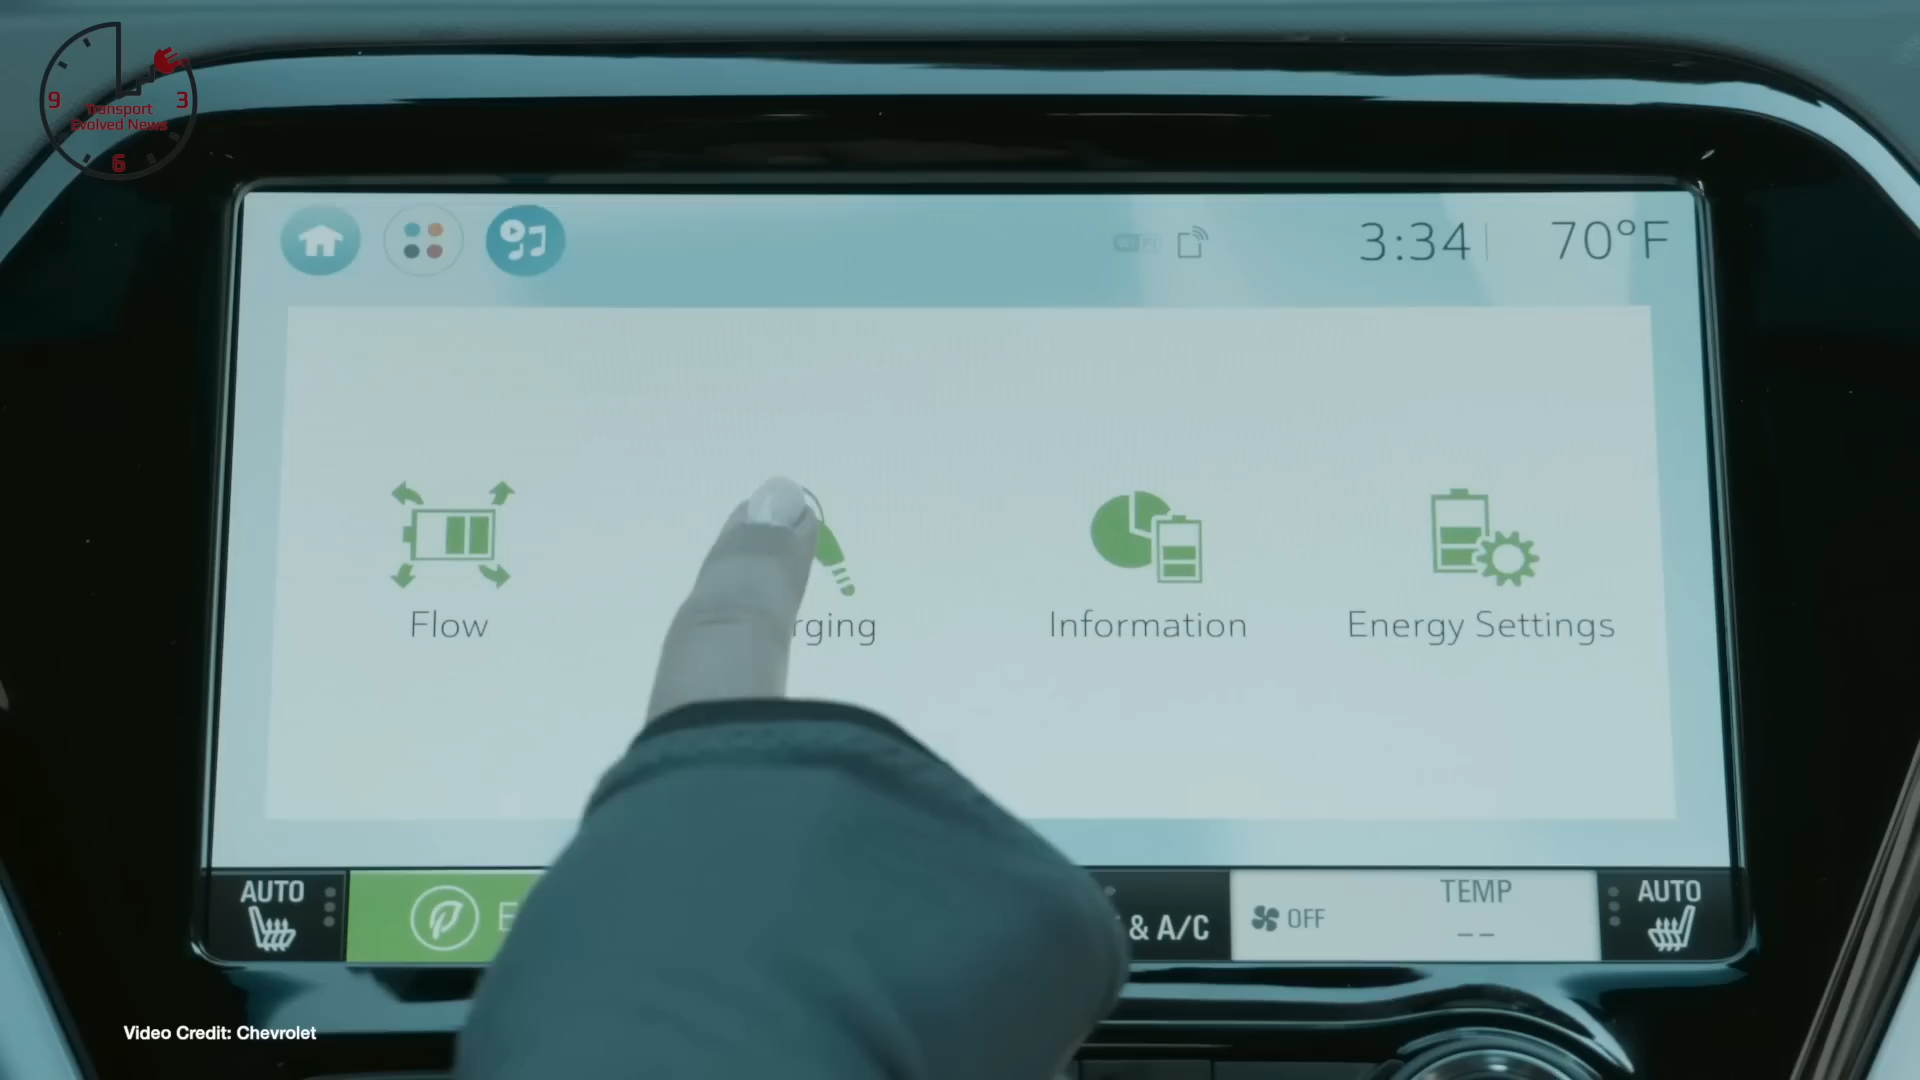 9
3
Transport
Evolved News
6
3:34
70°F
Flow
rging
Information
Energy Settings
AUTO
E
& A/C
OFF
TEMP
--
AUTO
Video Credit: Chevrolet